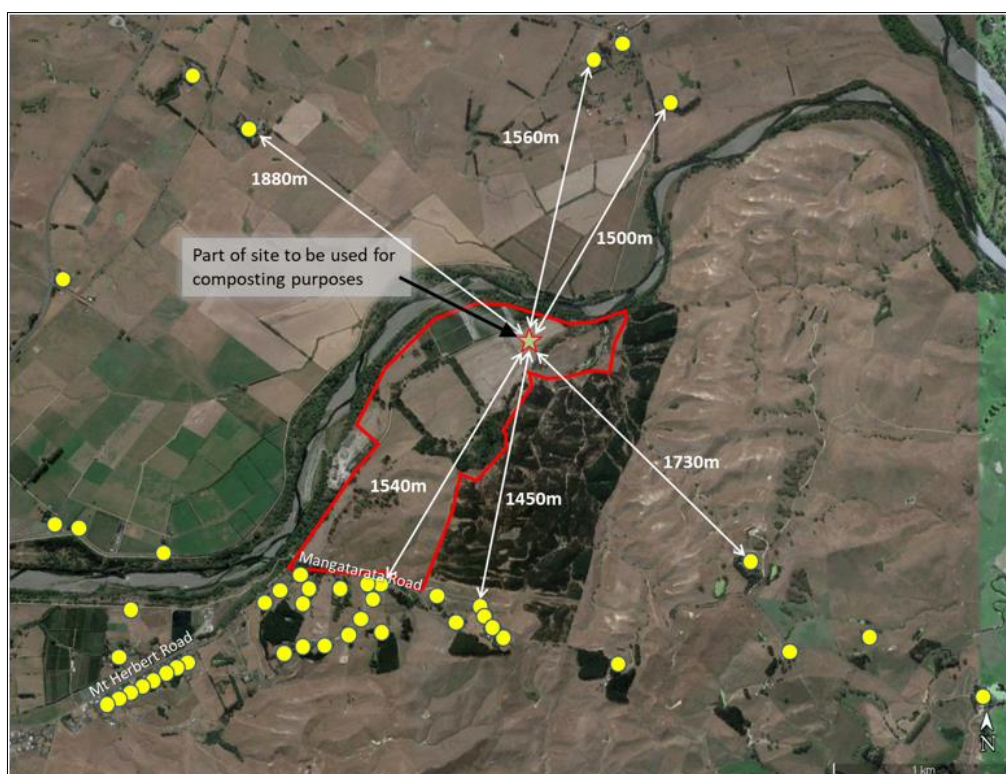 1560m
1880m
1500m
Part of site to be used for
composting purposes
1730m
1540m
1450m
Mangatarata Road
Mt Herbert Road
N
1 km